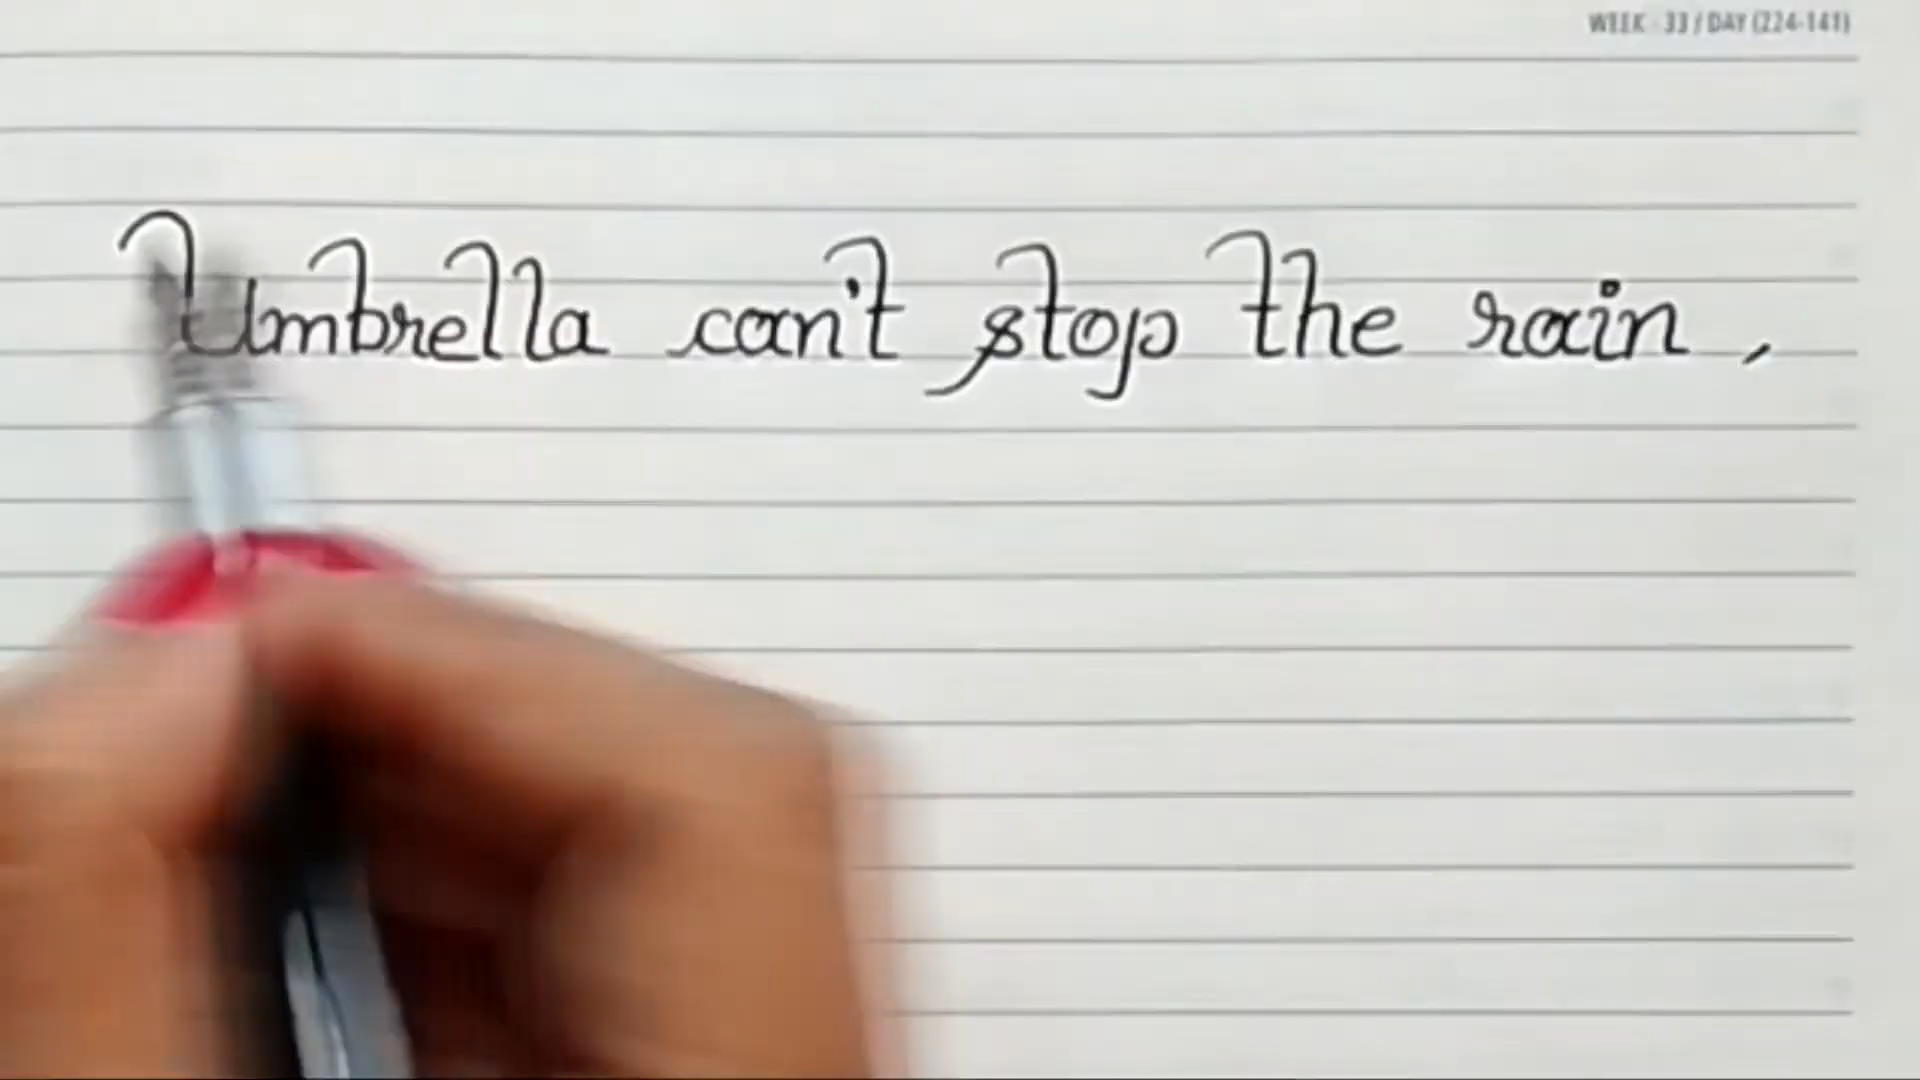 WEEK - 33 / DAY (224-141)
Umbrella can't stop the rain ,